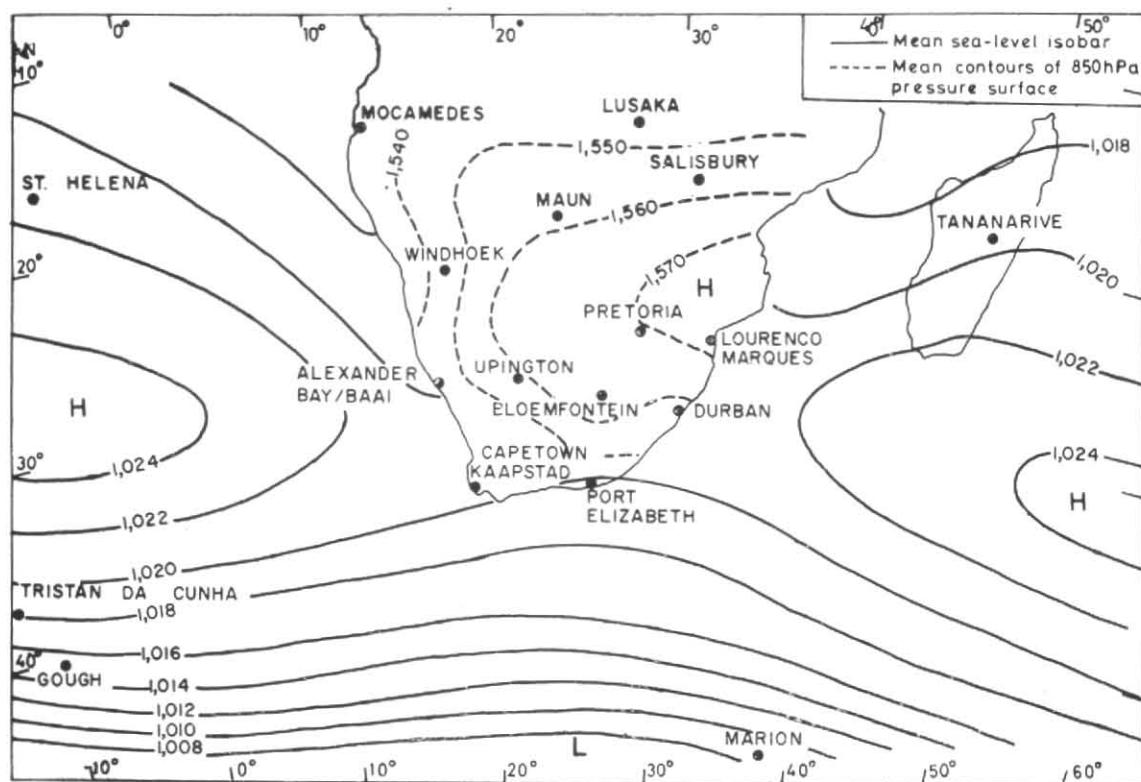 0° 10° 20° 30° 40° 50°
N
10°
Mean sea-level isobar
Mean contours of 850hPa
pressure surface
MOCAMEDES
LUSAKA
1,540
1,550
1,018
SALISBURY
ST. HELENA
MAUN
1,560
TANANARIVE
WINDHOEK
20°
1,570
H
1,020
PRETORIA
LOURENCO
MARQUES
1,022
ALEXANDER
BAY/BAAI
UPINGTON
H
BLOEMFONTEIN
DURBAN
1,024
CAPETOWN
KAAPSTAD
1,024
30°
H
PORT
ELIZABETH
1,022
1,020
TRISTAN DA CUNHA
1,018
1,016
40°
GOUGH
1,014
1,012
1,010
1,008
L
MARION
10° 0° 10° 20° 30° 40° 50° 60°